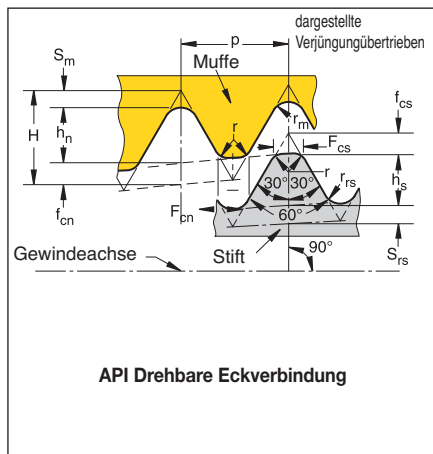 dargestellte
Verjüngungübertrieben
p
Sm
Muffe
fcs
H
hn
r
rm
Fcs
30° 30°
r
rrs
hs
fcn
Fcn
60°
Srs
Gewindeachse
Stift
90°
API Drehbare Eckverbindung